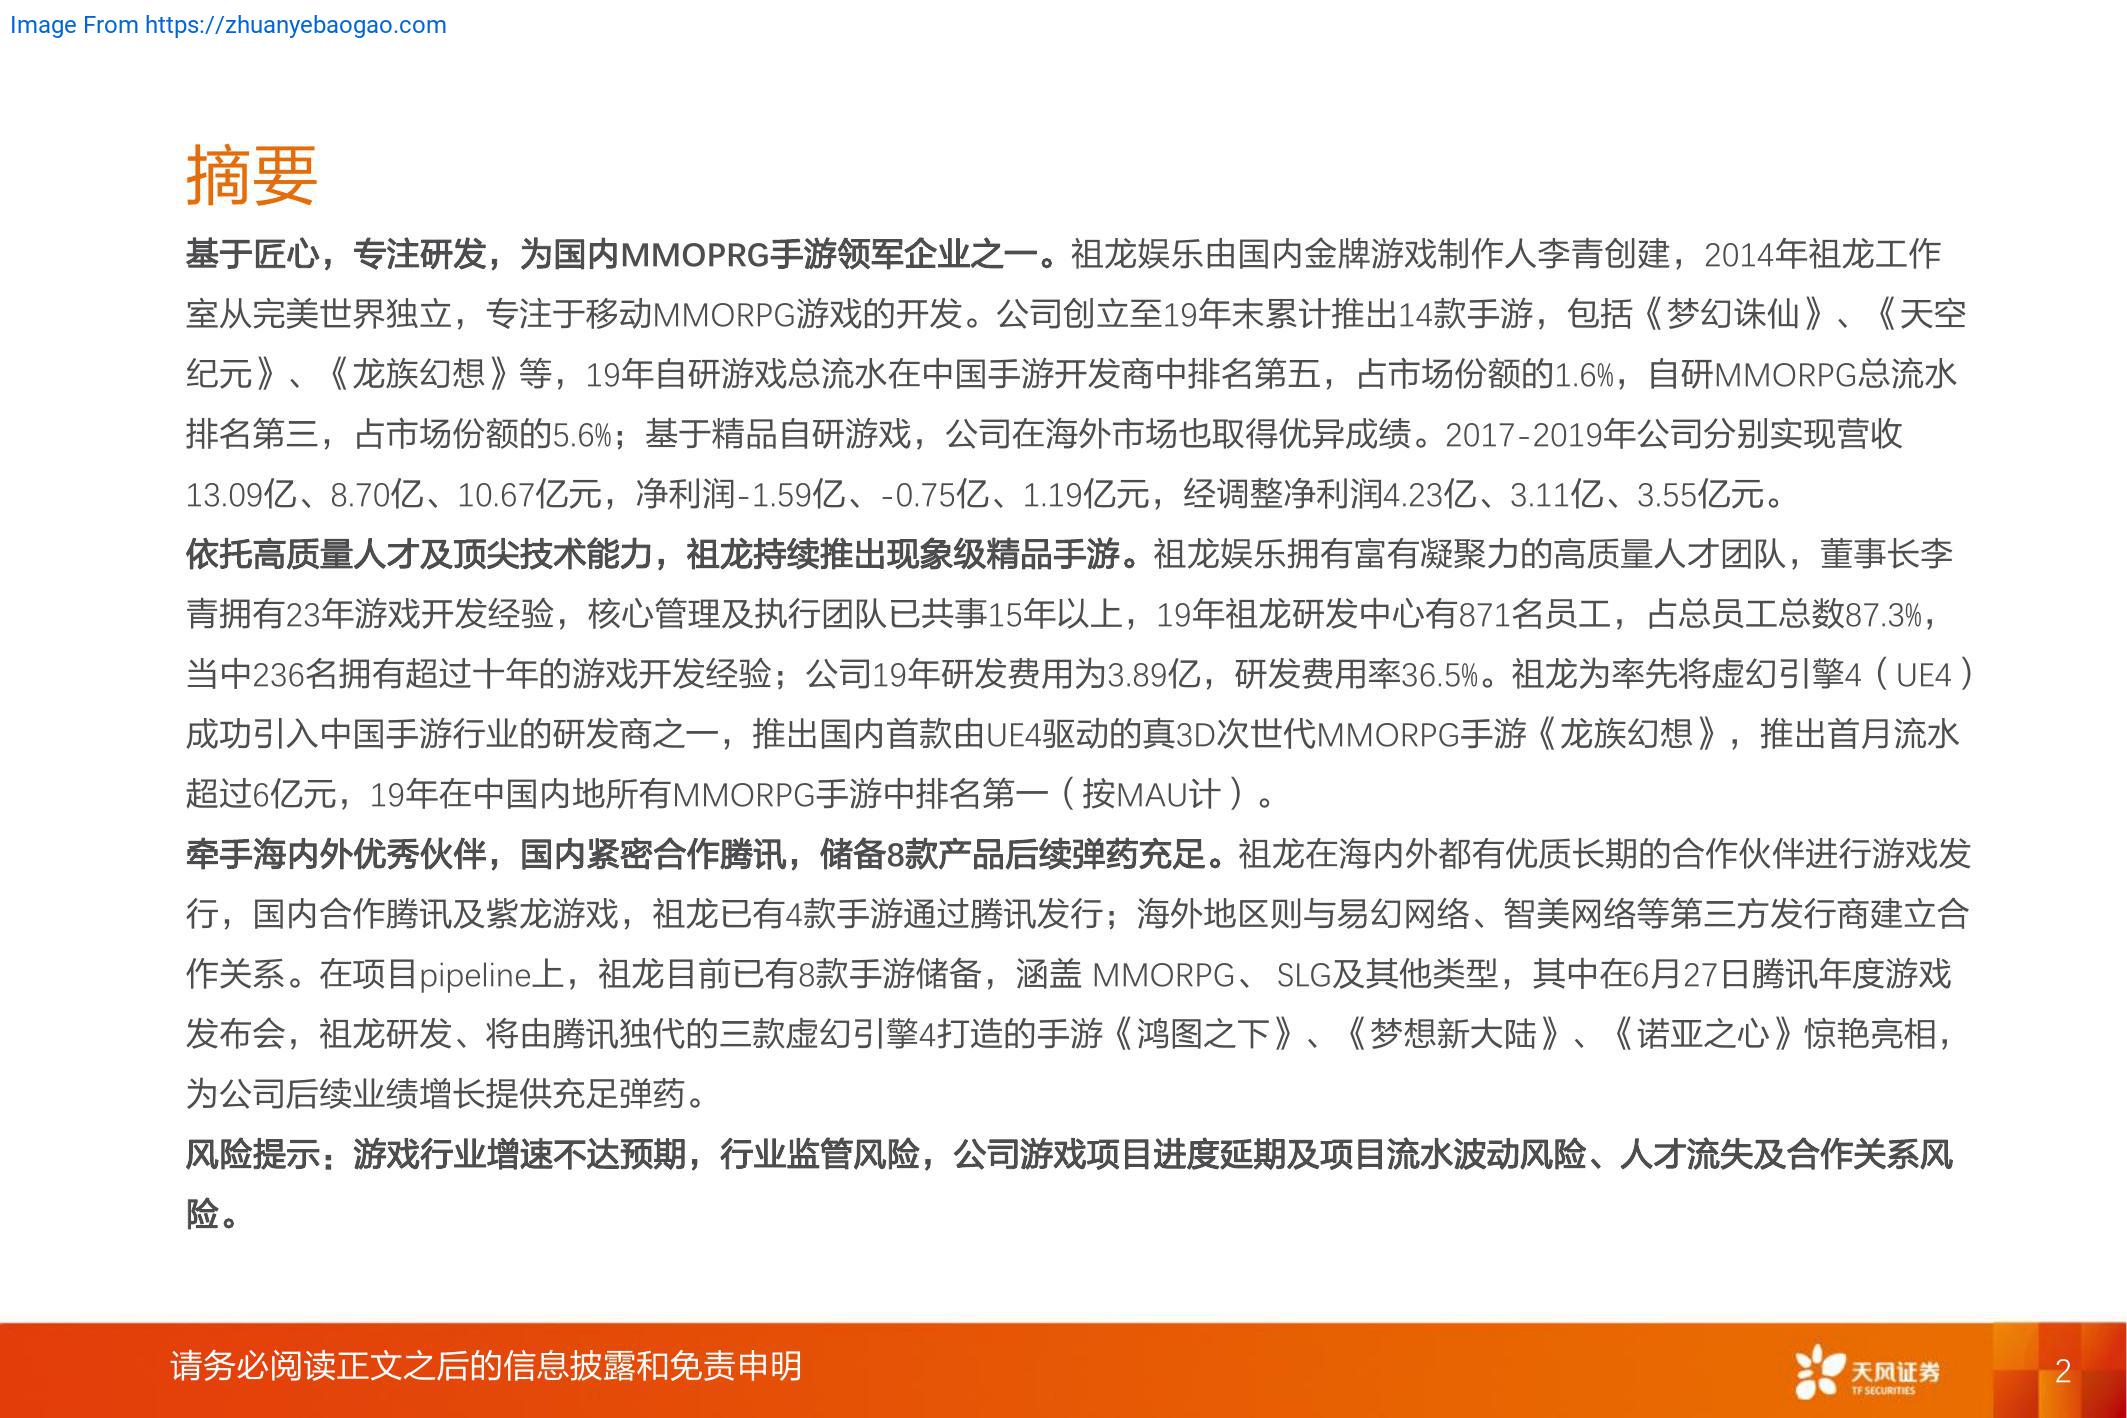 Image From https://zhuanyebaogao.com
摘要
基于匠心，专注研发，为国内MMOPRG手游领军企业之一。祖龙娱乐由国内金牌游戏制作人李青创建，2014年祖龙工作
室从完美世界独立，专注于移动MMORPG游戏的开发。公司创立至19年末累计推出14款手游，包括《梦幻诛仙》、《天空
纪元》、《龙族幻想》等，19年自研游戏总流水在中国手游开发商中排名第五，占市场份额的1.6%，自研MMORPG总流水
排名第三，占市场份额的5.6%；基于精品自研游戏，公司在海外市场也取得优异成绩。2017-2019年公司分别实现营收
13.09亿、8.70亿、10.67亿元，净利润-1.59亿、-0.75亿、1.19亿元，经调整净利润4.23亿、3.11亿、3.55亿元。
依托高质量人才及顶尖技术能力，祖龙持续推出现象级精品手游。祖龙娱乐拥有富有凝聚力的高质量人才团队，董事长李
青拥有23年游戏开发经验，核心管理及执行团队已共事15年以上，19年祖龙研发中心有871名员工，占总员工总数87.3%，
当中236名拥有超过十年的游戏开发经验；公司19年研发费用为3.89亿，研发费用率36.5%。祖龙为率先将虚幻引擎4（UE4）
成功引入中国手游行业的研发商之一，推出国内首款由UE4驱动的真3D次世代MMORPG手游《龙族幻想》，推出首月流水
超过6亿元，19年在中国内地所有MMORPG手游中排名第一（按MAU计）。
牵手海内外优秀伙伴，国内紧密合作腾讯，储备8款产品后续弹药充足。祖龙在海内外都有优质长期的合作伙伴进行游戏发
行，国内合作腾讯及紫龙游戏，祖龙已有4款手游通过腾讯发行；海外地区则与易幻网络、智美网络等第三方发行商建立合
作关系。在项目pipeline上，祖龙目前已有8款手游储备，涵盖 MMORPG、 SLG及其他类型，其中在6月27日腾讯年度游戏
发布会，祖龙研发、将由腾讯独代的三款虚幻引擎4打造的手游《鸿图之下》、《梦想新大陆》、《诺亚之心》惊艳亮相，
为公司后续业绩增长提供充足弹药。
风险提示：游戏行业增速不达预期，行业监管风险，公司游戏项目进度延期及项目流水波动风险、人才流失及合作关系风
险。
请务必阅读正文之后的信息披露和免责申明
天风证券
TF SECURITIES
2